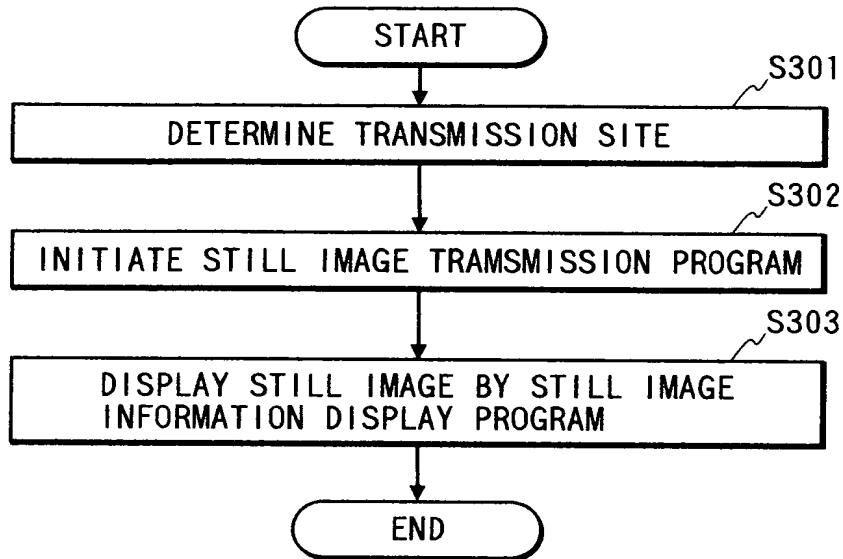 START
S301
DETERMINE TRANSMISSION SITE
S302
INITIATE STILL IMAGE TRAMSMISSION PROGRAM
S303
DISPLAY STILL IMAGE BY STILL IMAGE
INFORMATION DISPLAY PROGRAM
END